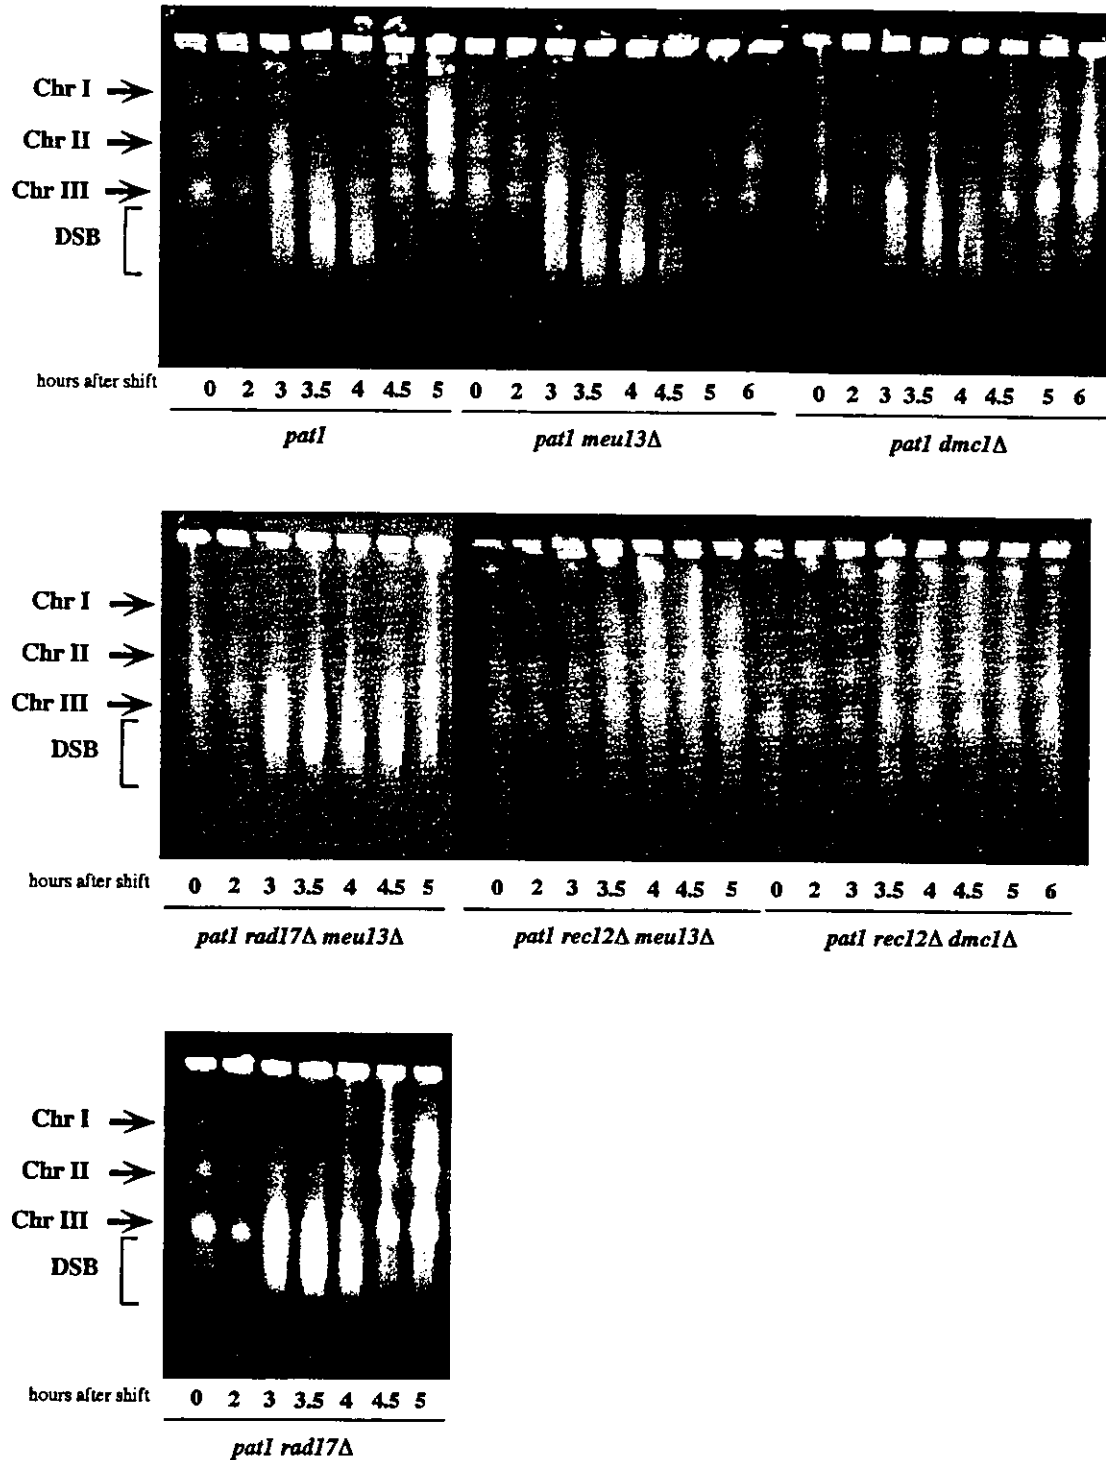 Chr I
Chr II
Chr III
DSB
hours after shift 0 2 3 3.5 4 4.5 5 0 2 3 3.5 4 4.5 5 6 0 2 3 3.5 4 4.5 5 6
pat1 pat1 meu13Δ pat1 dmc1Δ
Chr I
Chr II
Chr III
DSB
hours after shift 0 2 3 3.5 4 4.5 5 0 2 3 3.5 4 4.5 5 0 2 3 3.5 4 4.5 5 6
pat1 rad17Δ meu13Δ pat1 rec12Δ meu13Δ pat1 rec12Δ dmc1Δ
Chr I
Chr II
Chr III
DSB
hours after shift 0 2 3 3.5 4 4.5 5
pat1 rad17Δ